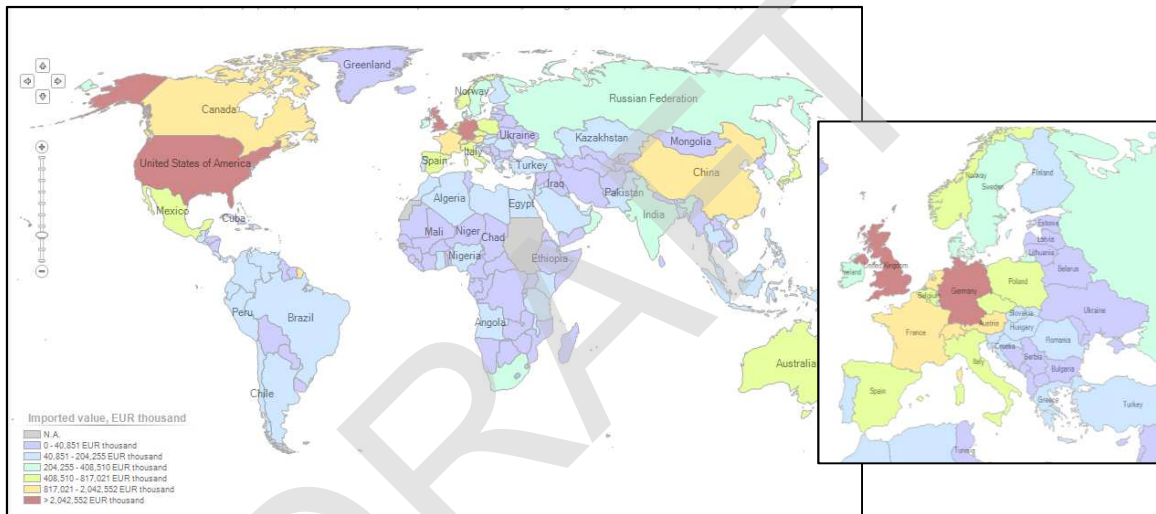 Greenland
Norway
Russian Federation
Canada
Ukraine
Kazakhstan
Mongolia
United States of America
Spain
Italy
Turkey
China
Iraq
Pakistan
Algeria
Egypt
Mexico
Cuba
India
Mali
Niger
Chad
Nigeria
Ethiopia
Peru
Brazil
Angola
Australia
Chile
Imported value, EUR thousand
N.A.
0 - 40,851 EUR thousand
40,851 - 204,255 EUR thousand
204,255 - 408,510 EUR thousand
408,510 - 817,021 EUR thousand
817,021 - 2,042,552 EUR thousand
> 2,042,552 EUR thousand
Norway
Finland
Sweden
Estonia
Latvia
Lithuania
Ireland
United Kingdom
Belarus
Poland
Germany
Belgium
Ukraine
Slovakia
France
Austria
Hungary
Romania
Croatia
Serbia
Italy
Bulgaria
Spain
Greece
Turkey
Tunisia
DRAFT